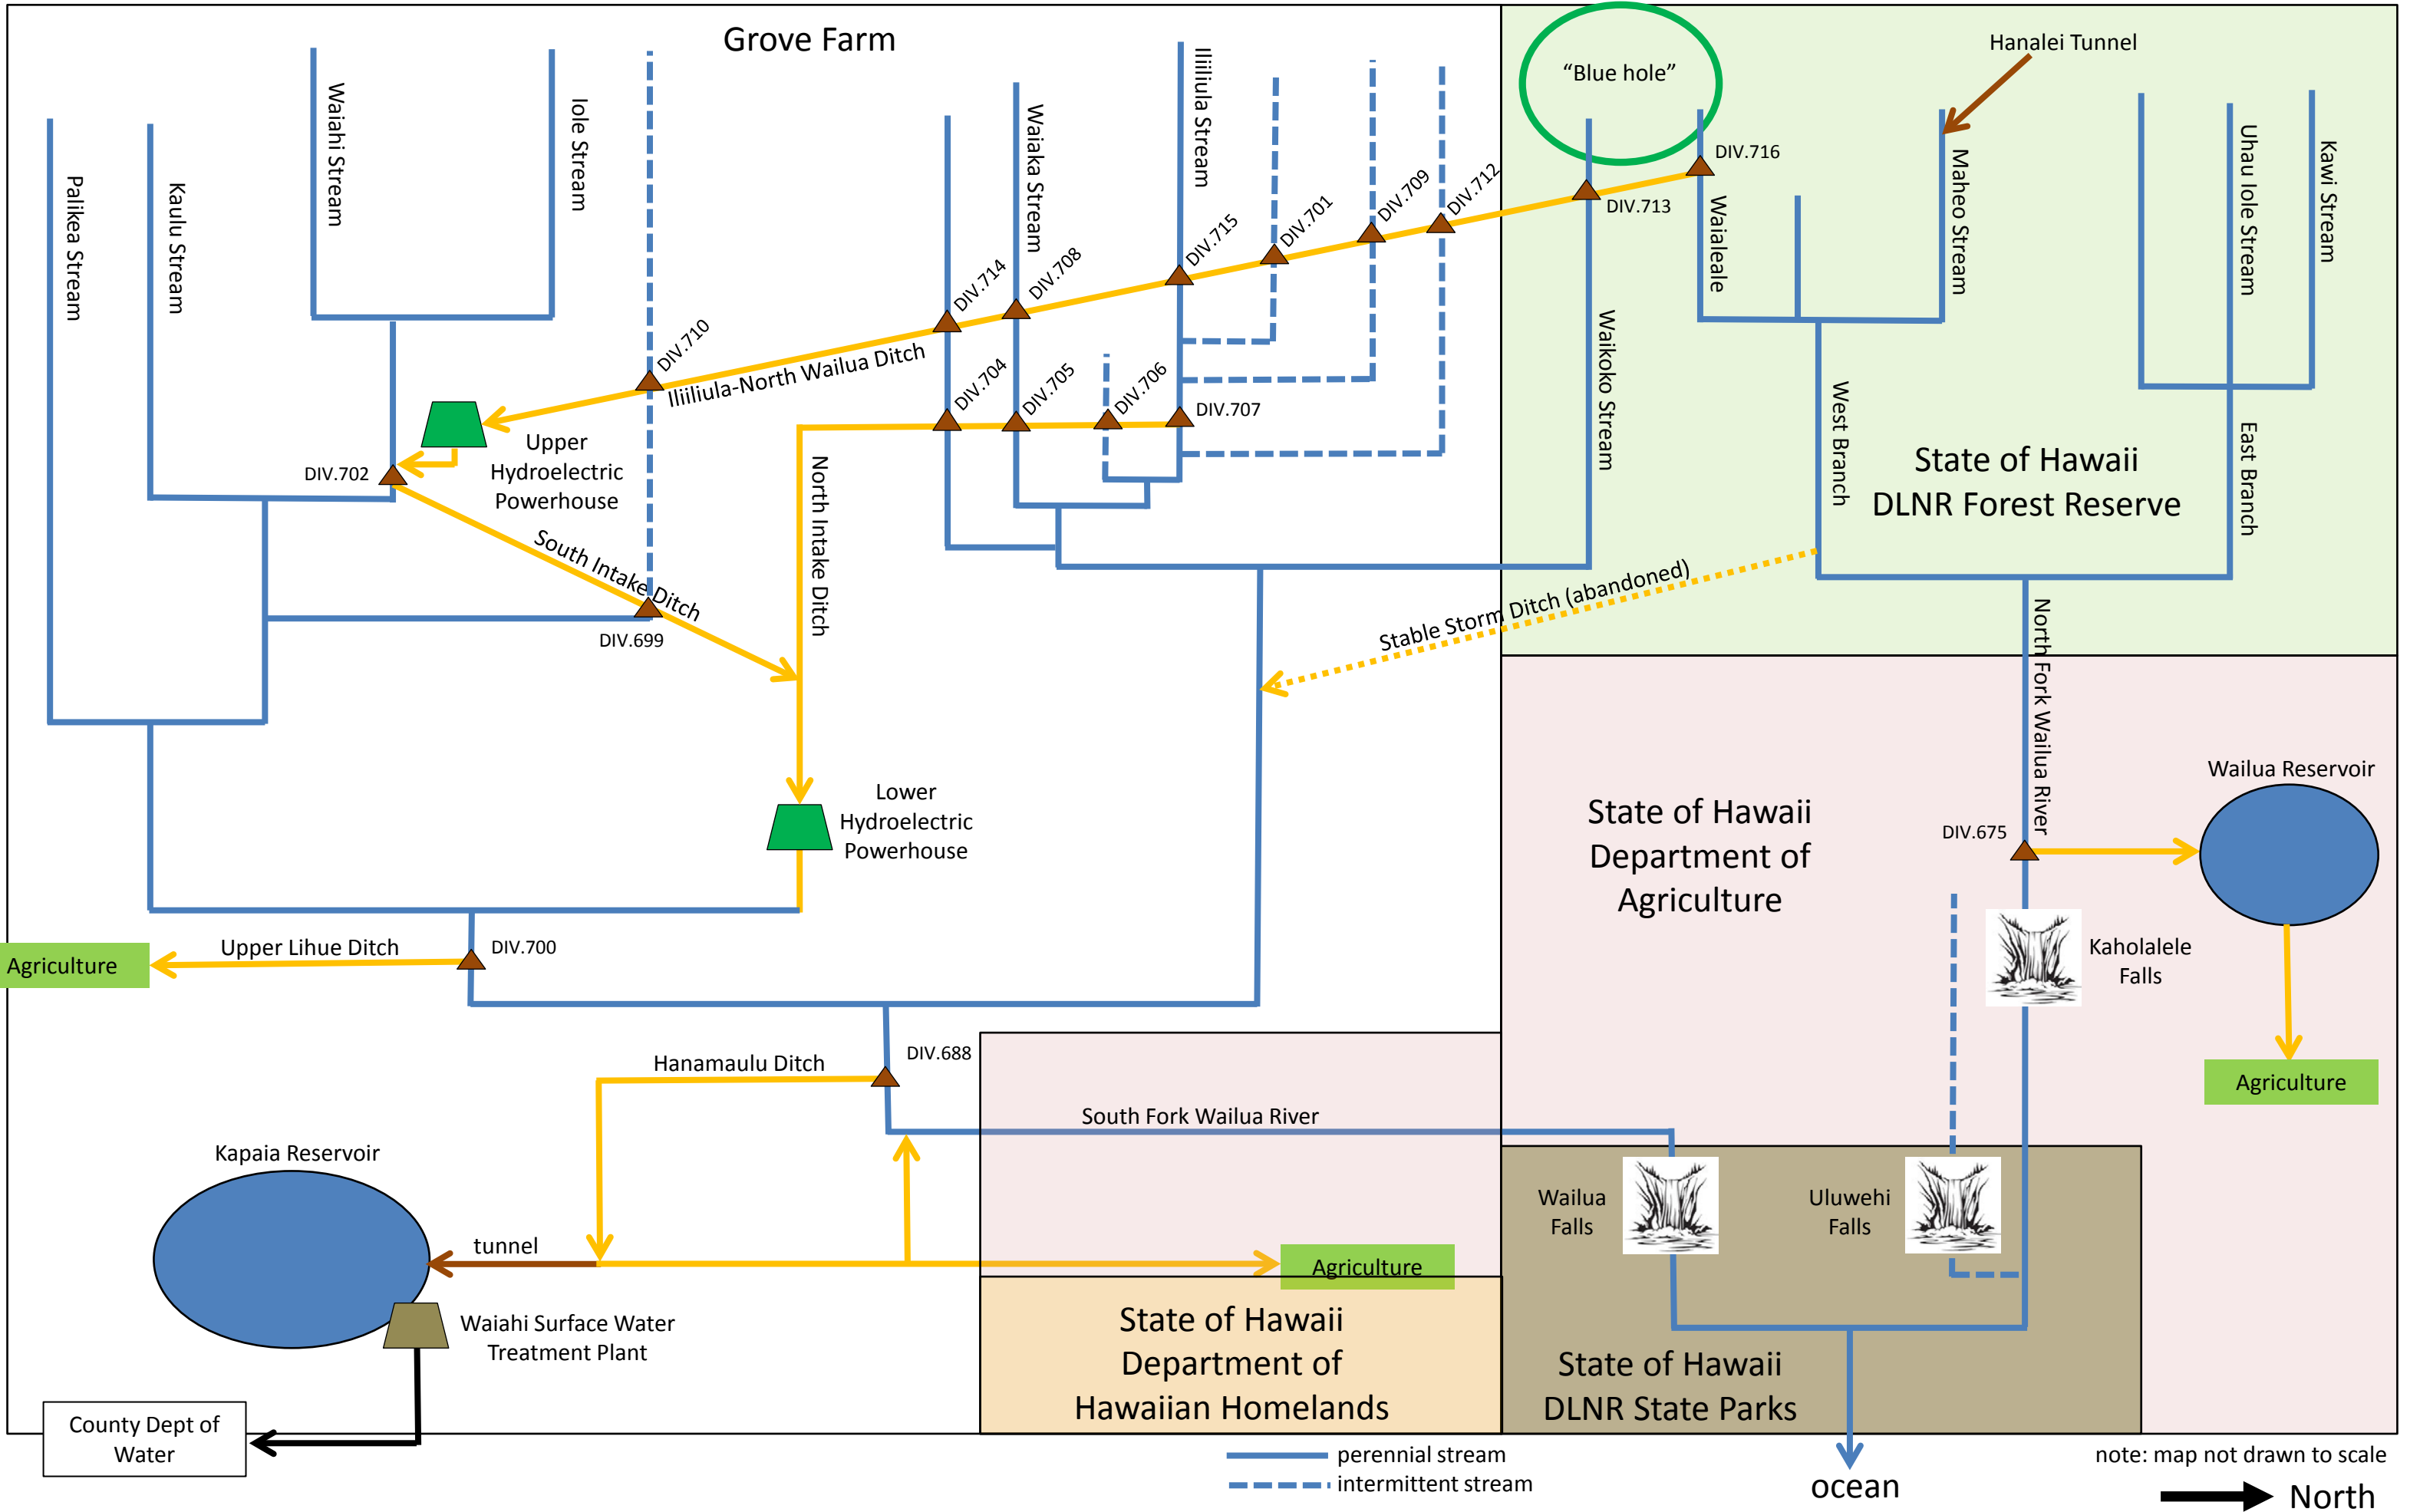 Grove Farm
"Blue hole"
Hanalei Tunnel
Palikea Stream
Kaulu Stream
Waiahi Stream
Iole Stream
Waiaka Stream
Iliiliula Stream
DIV.716
DIV.713
DIV.712
DIV.709
DIV.701
DIV.715
DIV.708
DIV.714
DIV.710
Iliiliula-North Wailua Ditch
Waialeale
Maheo Stream
Uhau Iole Stream
Kawi Stream
Waikoko Stream
West Branch
East Branch
DIV.704
DIV.705
DIV.706
DIV.707
Upper
Hydroelectric
Powerhouse
DIV.702
South Intake Ditch
North Intake Ditch
DIV.699
State of Hawaii
DLNR Forest Reserve
Stable Storm Ditch (abandoned)
North Fork Wailua River
Wailua Reservoir
Lower
Hydroelectric
Powerhouse
State of Hawaii
Department of
Agriculture
DIV.675
Kaholalele
Falls
Agriculture
Upper Lihue Ditch
DIV.700
Agriculture
DIV.688
Hanamaulu Ditch
South Fork Wailua River
Kapaia Reservoir
tunnel
Agriculture
Wailua
Falls
Uluwehi
Falls
Waiahi Surface Water
Treatment Plant
State of Hawaii
Department of
Hawaiian Homelands
State of Hawaii
DLNR State Parks
County Dept of
Water
perennial stream
intermittent stream
ocean
note: map not drawn to scale
North